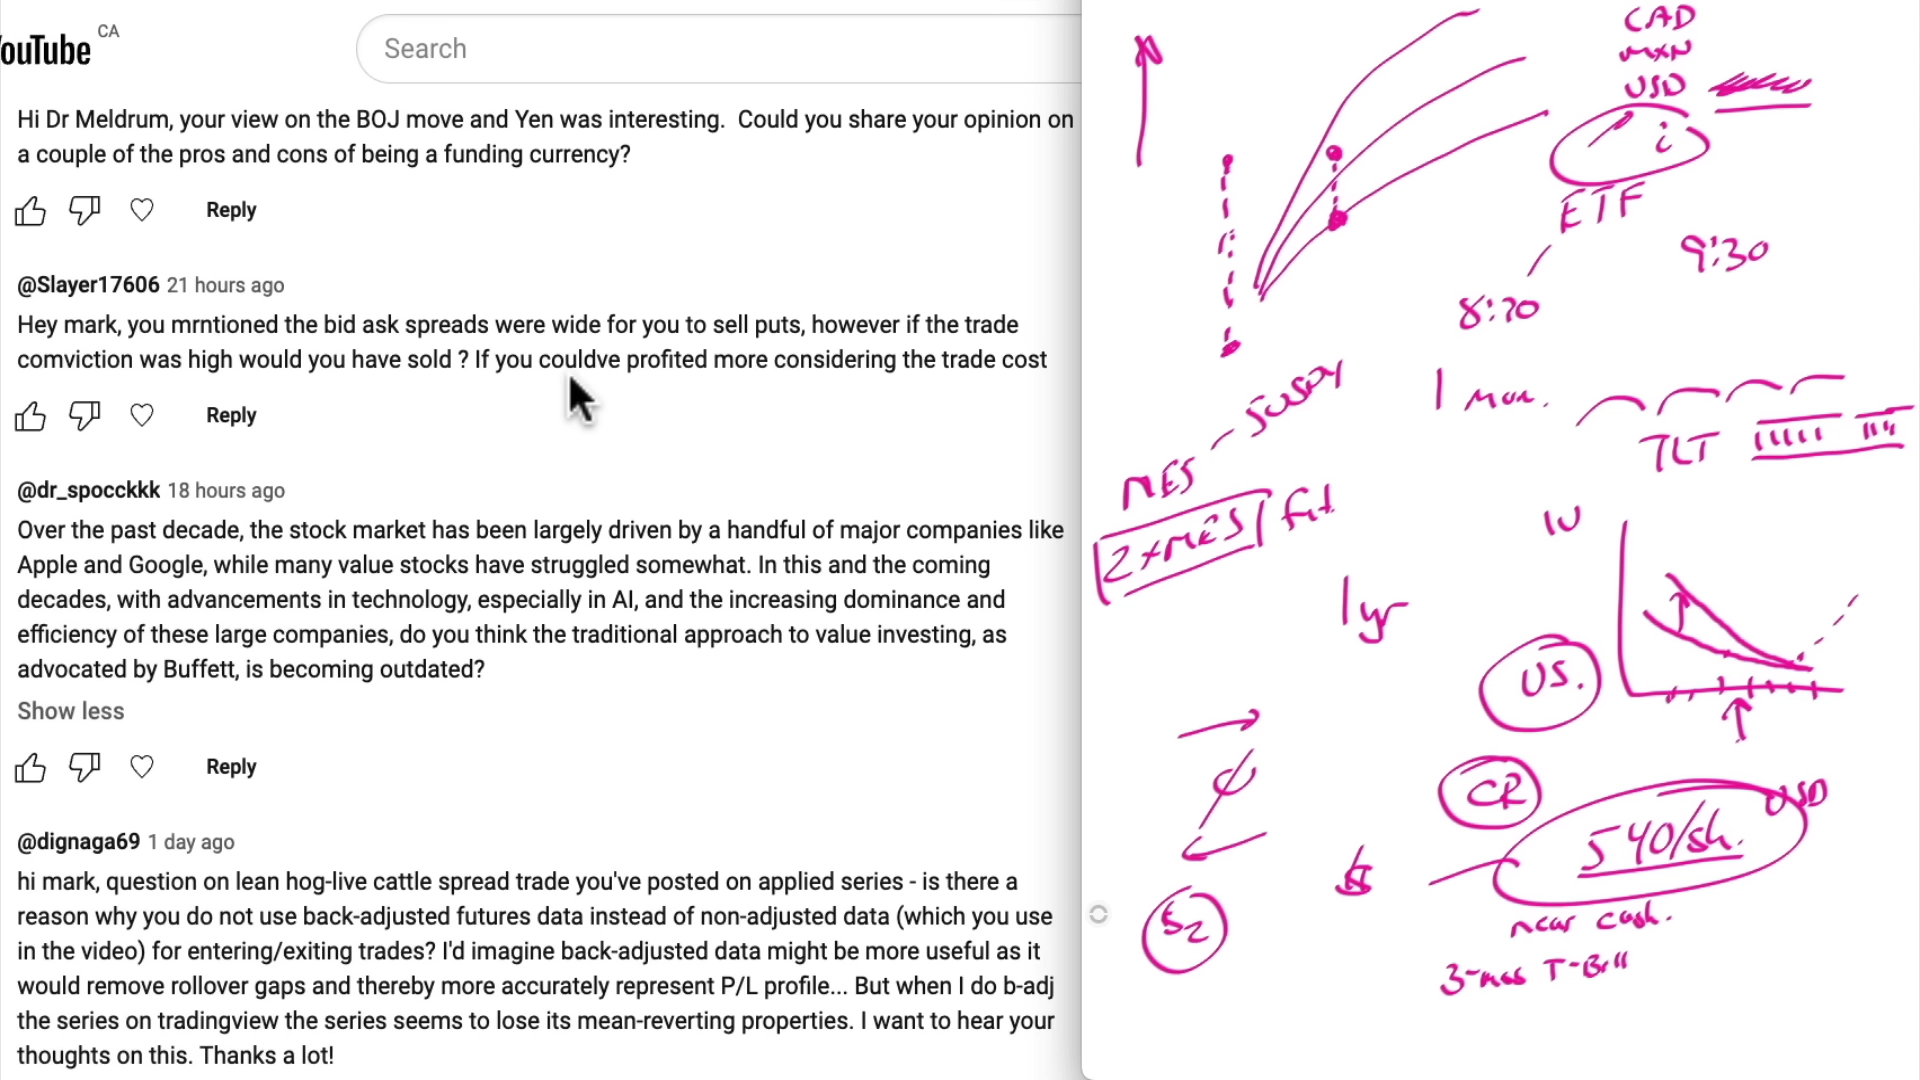 ouTube CA
Search
Hi Dr Meldrum, your view on the BOJ move and Yen was interesting.  Could you share your opinion on
a couple of the pros and cons of being a funding currency?
Reply
@Slayer17606 21 hours ago
Hey mark, you mrntioned the bid ask spreads were wide for you to sell puts, however if the trade
comviction was high would you have sold ? If you couldve profited more considering the trade cost
Reply
@dr_spocckkk 18 hours ago
Over the past decade, the stock market has been largely driven by a handful of major companies like
Apple and Google, while many value stocks have struggled somewhat. In this and the coming
decades, with advancements in technology, especially in AI, and the increasing dominance and
efficiency of these large companies, do you think the traditional approach to value investing, as
advocated by Buffett, is becoming outdated?
Show less
Reply
@dignaga69 1 day ago
hi mark, question on lean hog-live cattle spread trade you've posted on applied series - is there a
reason why you do not use back-adjusted futures data instead of non-adjusted data (which you use
in the video) for entering/exiting trades? I'd imagine back-adjusted data might be more useful as it
would remove rollover gaps and thereby more accurately represent P/L profile... But when I do b-adj
the series on tradingview the series seems to lose its mean-reverting properties. I want to hear your
thoughts on this. Thanks a lot!
CAD
MXN
USD
i
ETF
9:30
8:20
1 mon.
TLT
MES
2xMES
1yr
IV
US.
CR
USD
540/sh.
near cash.
3-mos T-Bill